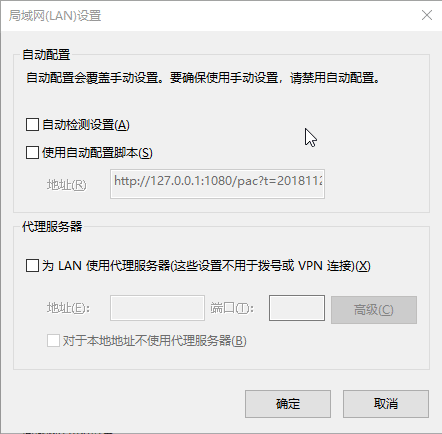 局域网(LAN)设置
自动配置
自动配置会覆盖手动设置。要确保使用手动设置，请禁用自动配置。
自动检测设置(A)
使用自动配置脚本(S)
地址(R)
http://127.0.0.1:1080/pac?t=2018112
代理服务器
为 LAN 使用代理服务器(这些设置不用于拨号或 VPN 连接)(X)
地址(E):
端口(T):
高级(C)
对于本地地址不使用代理服务器(B)
确定
取消